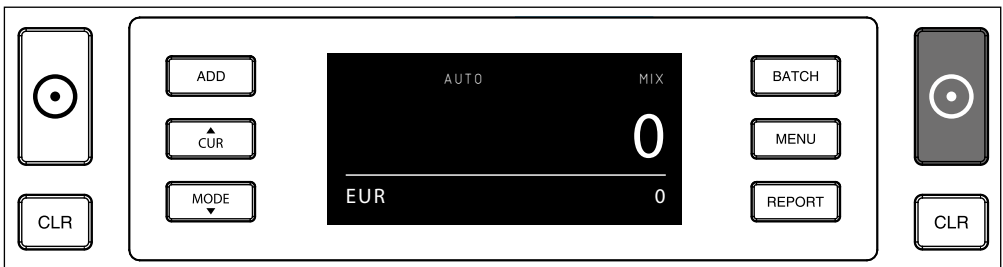 ADD
CUR
MODE
CLR
AUTO MIX
0
EUR 0
BATCH
MENU
REPORT
CLR